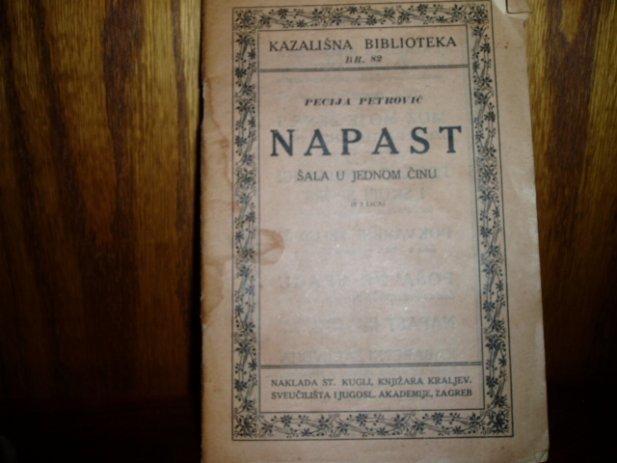 KAZALIŠNA BIBLIOTEKA
BR. 82
PECIJA PETROVIĆ
NAPAST
ŠALA U JEDNOM ČINU
NAKLADA ST. KUGLI, KNJIŽARA KRALJEV.
SVEUČILIŠTA I JUGOSL. AKADEMIJE, ZAGREB